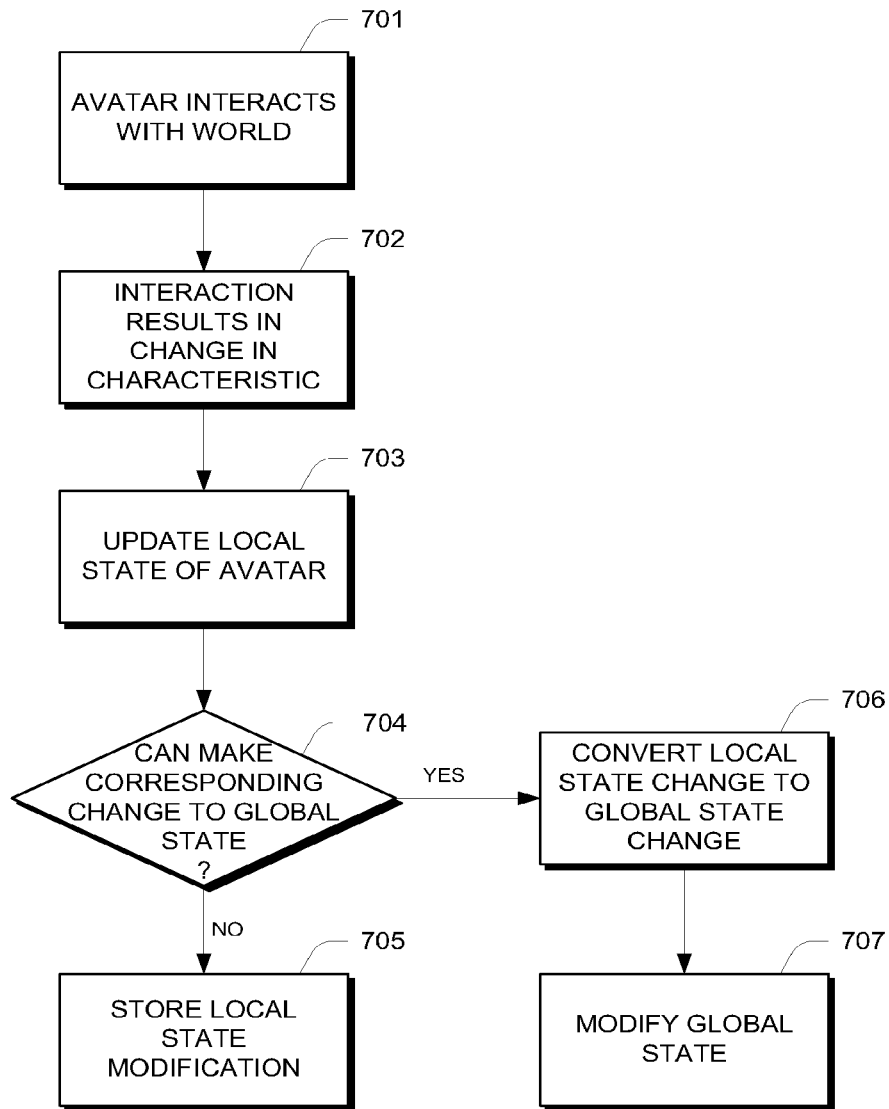 701
AVATAR INTERACTS
WITH WORLD
702
INTERACTION
RESULTS IN
CHANGE IN
CHARACTERISTIC
703
UPDATE LOCAL
STATE OF AVATAR
704
CAN MAKE
CORRESPONDING
CHANGE TO GLOBAL
STATE
?
YES
706
CONVERT LOCAL
STATE CHANGE TO
GLOBAL STATE
CHANGE
NO
705
STORE LOCAL
STATE
MODIFICATION
707
MODIFY GLOBAL
STATE